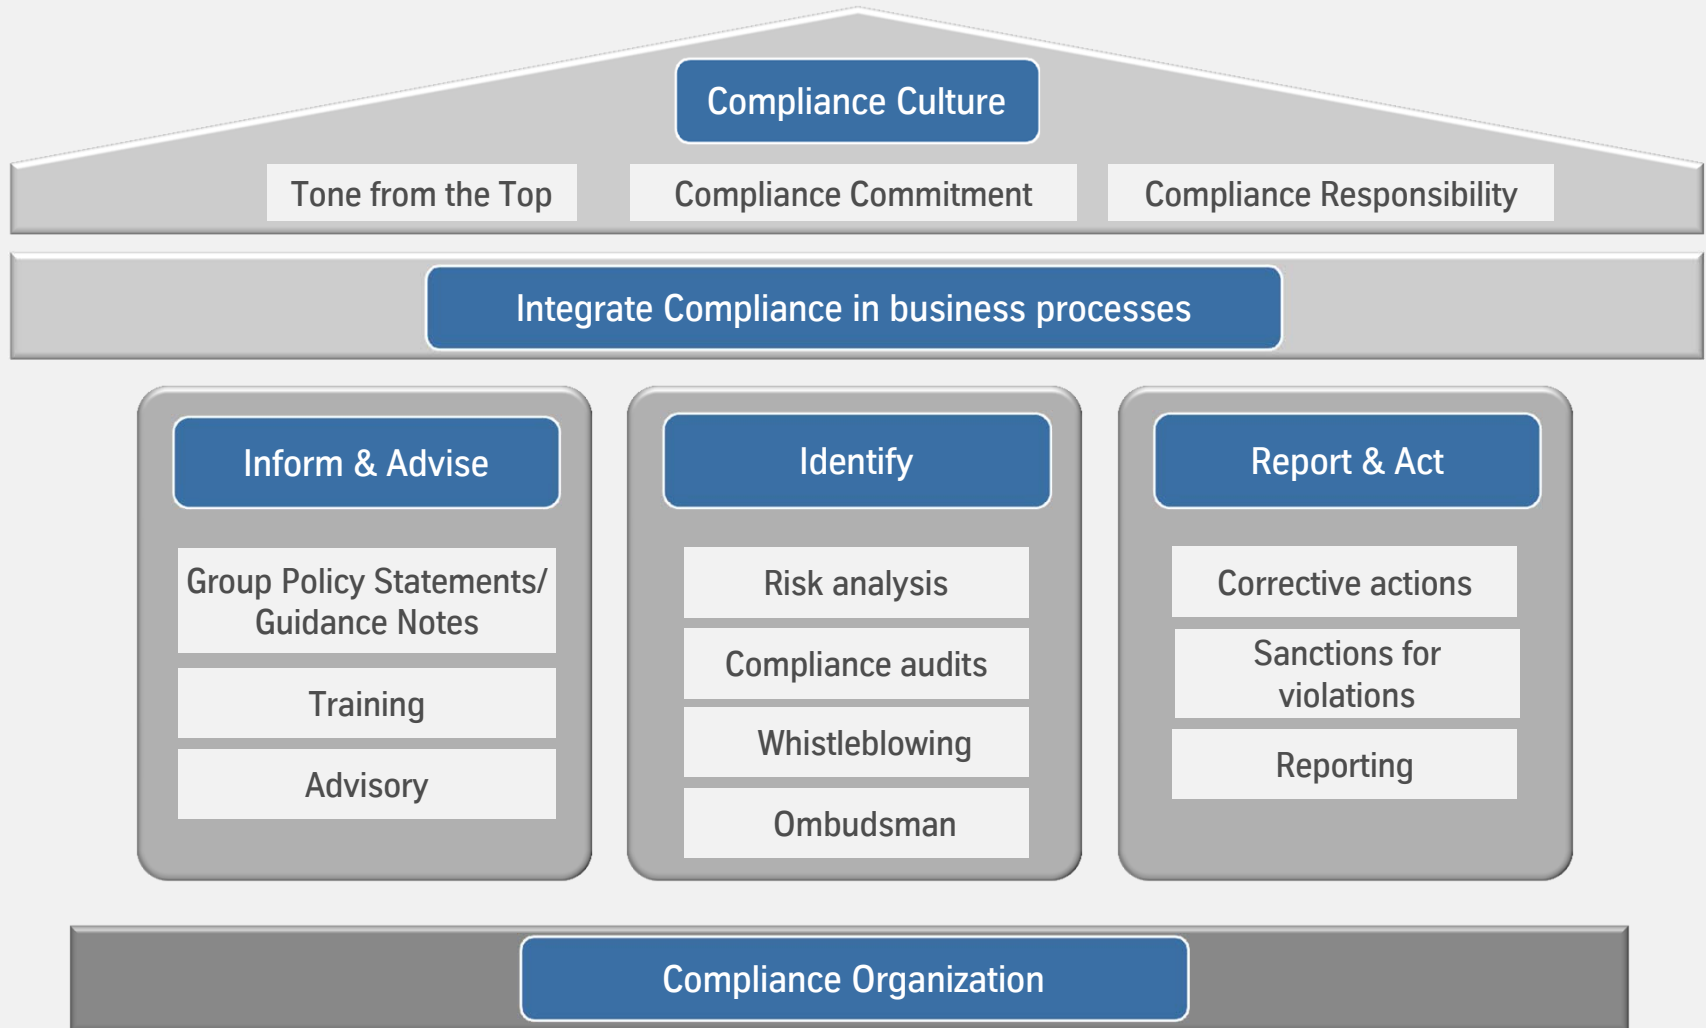 Compliance Culture
Tone from the Top
Compliance Commitment
Compliance Responsibility
Integrate Compliance in business processes
Inform & Advise
Group Policy Statements/
Guidance Notes
Training
Advisory
Identify
Risk analysis
Compliance audits
Whistleblowing
Ombudsman
Report & Act
Corrective actions
Sanctions for
violations
Reporting
Compliance Organization